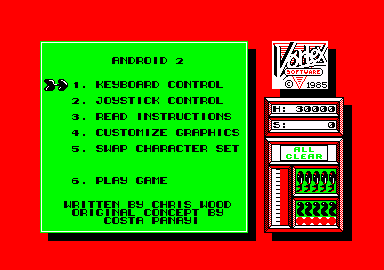 ANDROID 2
1. KEYBOARD CONTROL
2. JOYSTICK CONTROL
3. READ INSTRUCTIONS
4. CUSTOMIZE GRAPHICS
5. SWAP CHARACTER SET
6. PLAY GAME
WRITTEN BY CHRIS WOOD
ORIGINAL CONCEPT BY
COSTA PANAYI
Vortex
SOFTWARE
© 1985
H: 30000
S: 0
ALL
CLEAR